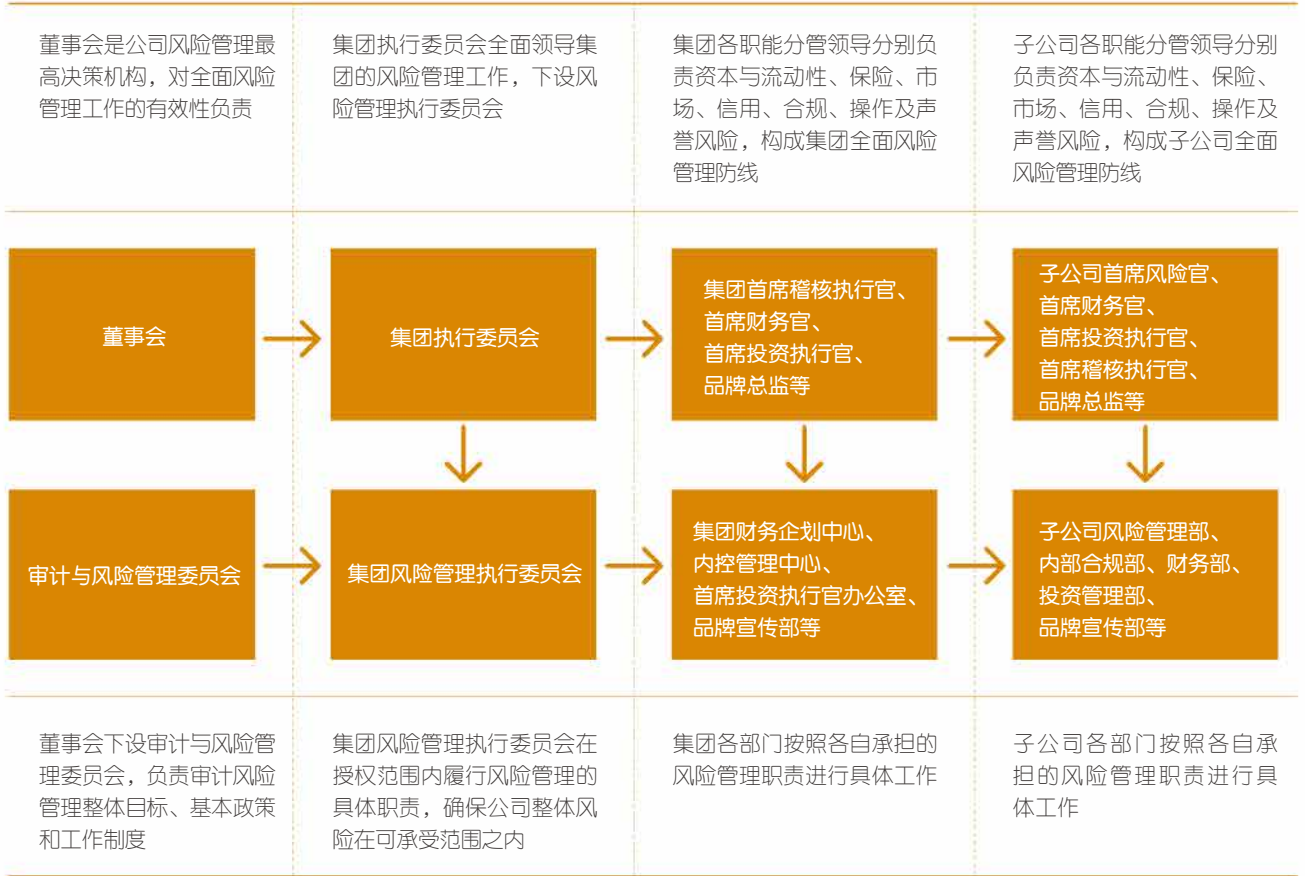 董事会是公司风险管理最
高决策机构，对全面风险
管理工作的有效性负责
集团执行委员会全面领导集
团的风险管理工作，下设风
险管理执行委员会
集团各职能分管领导分别负
责资本与流动性、保险、市
场、信用、合规、操作及声
誉风险，构成集团全面风险
管理防线
子公司各职能分管领导分别
负责资本与流动性、保险、
市场、信用、合规、操作及
声誉风险，构成子公司全面
风险管理防线
董事会
集团执行委员会
集团首席稽核执行官、
首席财务官、
首席投资执行官、
品牌总监等
子公司首席风险官、
首席财务官、
首席投资执行官、
首席稽核执行官、
品牌总监等
审计与风险管理委员会
集团风险管理执行委员会
集团财务企划中心、
内控管理中心、
首席投资执行官办公室、
品牌宣传部等
子公司风险管理部、
内部合规部、财务部、
投资管理部、
品牌宣传部等
董事会下设审计与风险管
理委员会，负责审计风险
管理整体目标、基本政策
和工作制度
集团风险管理执行委员会在
授权范围内履行风险管理的
具体职责，确保公司整体风
险在可承受范围之内
集团各部门按照各自承担的
风险管理职责进行具体工作
子公司各部门按照各自承
担的风险管理职责进行具
体工作